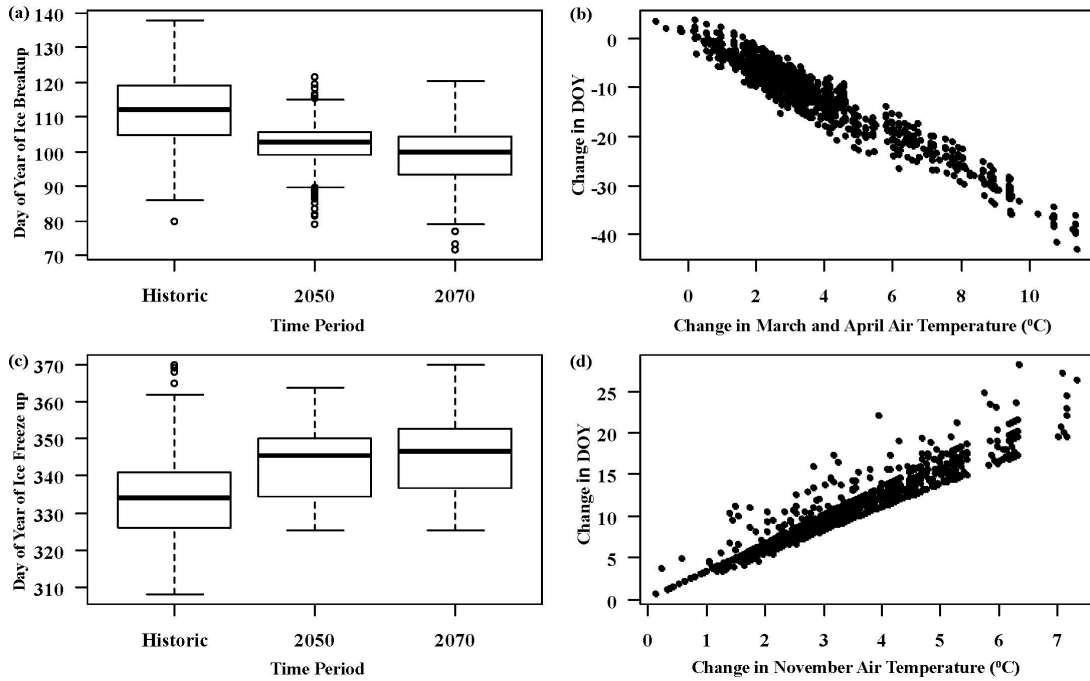 (a)
140
130
120
110
100
90
80
70
Day of Year of Ice Breakup
Historic 2050 2070
Time Period
(b)
0
-10
-20
-30
-40
Change in DOY
0 2 4 6 8 10
Change in March and April Air Temperature (⁰C)
(c)
370
360
350
340
330
320
310
Day of Year of Ice Freeze up
Historic 2050 2070
Time Period
(d)
25
20
15
10
5
0
Change in DOY
0 1 2 3 4 5 6 7
Change in November Air Temperature (⁰C)